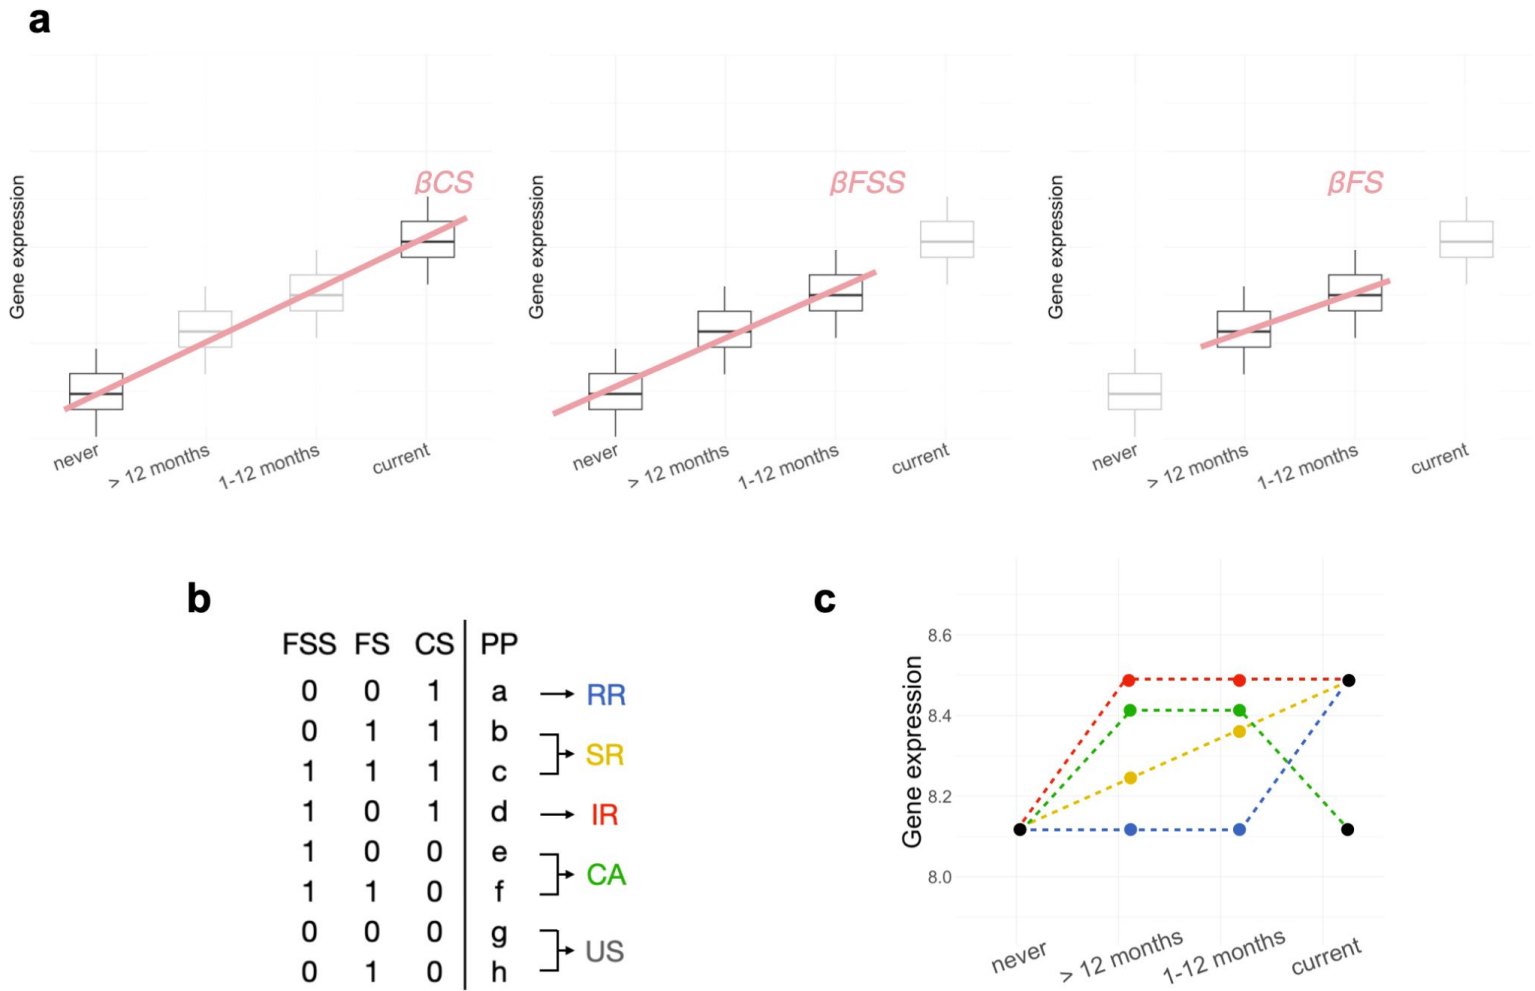 a
βCS
βFSS
βFS
Gene expression
Gene expression
Gene expression
never
> 12 months
1-12 months
current
never
> 12 months
1-12 months
current
never
> 12 months
1-12 months
current
b
FSS FS CS PP
0 0 1 a → RR
0 1 1 b
SR
1 1 1 c
1 0 1 d → IR
1 0 0 e
CA
1 1 0 f
0 0 0 g
US
0 1 0 h
c
Gene expression
8.6
8.4
8.2
8.0
never
> 12 months
1-12 months
current